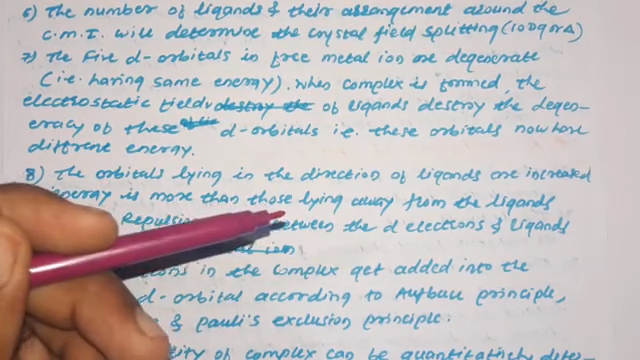 6) The number of ligands & their arrangement around the
C.M.I. will determine the crystal field splitting (10Dq or Δ)
7) The five d-orbitals in free metal ion are degenerate
(i.e. having same energy). When complex is formed, the
electrostatic field of ligands destroy the degen-
eracy of these d-orbitals i.e. these orbitals now have
different energy.
8) The orbitals lying in the direction of ligands are increased
energy is more than those lying away from the ligands
Repulsion between the d electrons & ligands
in the complex get added into the
d-orbital according to Aufbau principle,
& pauli's exclusion principle.
of complex can be quantitatively deter-